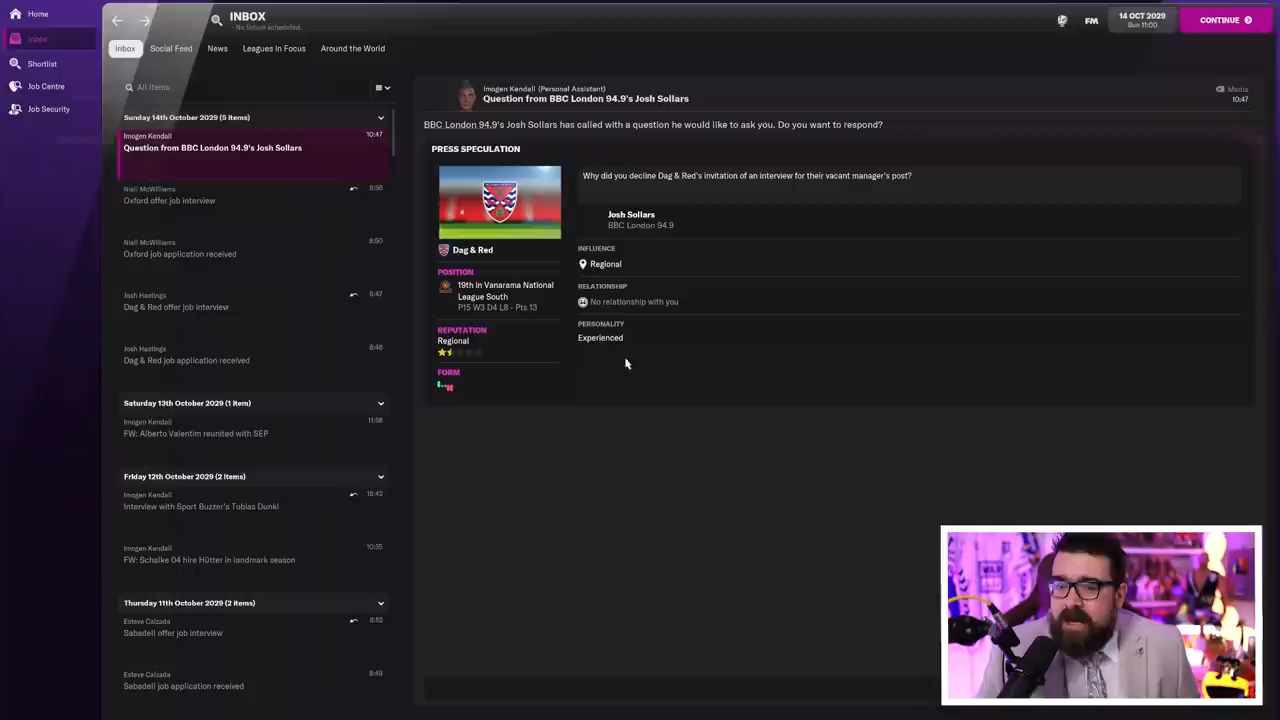 Home
Inbox
Shortlist
Job Centre
Job Security
INBOX
- No fixture scheduled.
FM
14 OCT 2029
Sun 11:00
CONTINUE
Inbox
Social Feed
News
Leagues in Focus
Around the World
All Items
Sunday 14th October 2029 (5 items)
Imogen Kendall
10:47
Question from BBC London 94.9's Josh Sollars
Niall McWilliams
8:56
Oxford offer job interview
Niall McWilliams
8:50
Oxford job application received
Josh Hastings
8:47
Dag & Red offer job interview
Josh Hastings
8:46
Dag & Red job application received
Saturday 13th October 2029 (1 item)
Imogen Kendall
11:58
FW: Alberto Valentim reunited with SEP
Friday 12th October 2029 (2 items)
Imogen Kendall
18:42
Interview with Sport Buzzer's Tobias Dunkl
Imogen Kendall
10:55
FW: Schalke 04 hire Hütter in landmark season
Thursday 11th October 2029 (2 items)
Esteve Calzada
8:52
Sabadell offer job interview
Esteve Calzada
8:49
Sabadell job application received
Imogen Kendall (Personal Assistant)
Question from BBC London 94.9's Josh Sollars
Media
10:47
BBC London 94.9's Josh Sollars has called with a question he would like to ask you. Do you want to respond?
PRESS SPECULATION
Why did you decline Dag & Red's invitation of an interview for their vacant manager's post?
Josh Sollars
BBC London 94.9
Dag & Red
POSITION
19th in Vanarama National
League South
P15 W3 D4 L8 - Pts 13
REPUTATION
Regional
FORM
INFLUENCE
Regional
RELATIONSHIP
No relationship with you
PERSONALITY
Experienced